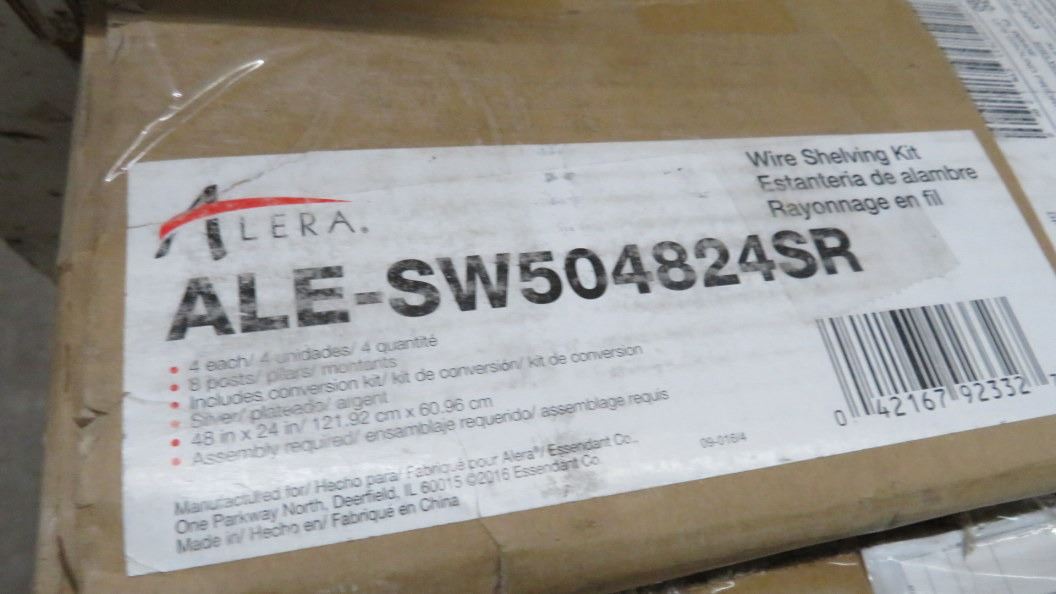 Wire Shelving Kit
Estanteria de alambre
Rayonnage en fil
ALERA®
ALE-SW504824SR
• 4 each/ 4 unidades/ 4 quantité
• 8 posts/ pilars/ montants
• Includes conversion kit/ kit de conversión/ kit de conversion
• Silver/ plateado/ argent
• 48 in x 24 in/ 121.92 cm x 60.96 cm
• Assembly required/ ensamblaje requerido/ assemblage requis
Manufactured for/ Hecho para/ Fabriqué pour Alera®/ Essendant Co.,
One Parkway North, Deerfield, IL 60015 ©2016 Essendant Co.
Made in/ Hecho en/ Fabriqué en China
09-016/4
0 42167 92332